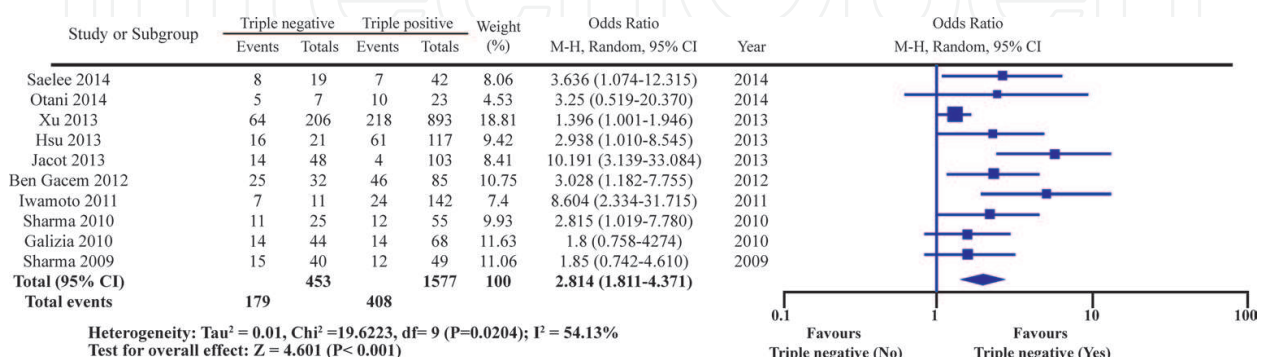 Study or Subgroup Triple negative Triple positive Weight (%) Odds Ratio Odds Ratio
Events Totals Events Totals M-H, Random, 95% CI Year M-H, Random, 95% CI
Saelee 2014 8 19 7 42 8.06 3.636 (1.074-12.315) 2014
Otani 2014 5 7 10 23 4.53 3.25 (0.519-20.370) 2014
Xu 2013 64 206 218 893 18.81 1.396 (1.001-1.946) 2013
Hsu 2013 16 21 61 117 9.42 2.938 (1.010-8.545) 2013
Jacot 2013 14 48 4 103 8.41 10.191 (3.139-33.084) 2013
Ben Gacem 2012 25 32 46 85 10.75 3.028 (1.182-7.755) 2012
Iwamoto 2011 7 11 24 142 7.4 8.604 (2.334-31.715) 2011
Sharma 2010 11 25 12 55 9.93 2.815 (1.019-7.780) 2010
Galizia 2010 14 44 14 68 11.63 1.8 (0.758-4274) 2010
Sharma 2009 15 40 12 49 11.06 1.85 (0.742-4.610) 2009
Total (95% CI) 453 1577 100 2.814 (1.811-4.371)
Total events 179 408
0.1 1 10 100
Heterogeneity: Tau² = 0.01, Chi² =19.6223, df= 9 (P=0.0204); I² = 54.13%
Test for overall effect: Z = 4.601 (P< 0.001)
Favours Favours
Triple negative (No) Triple negative (Yes)